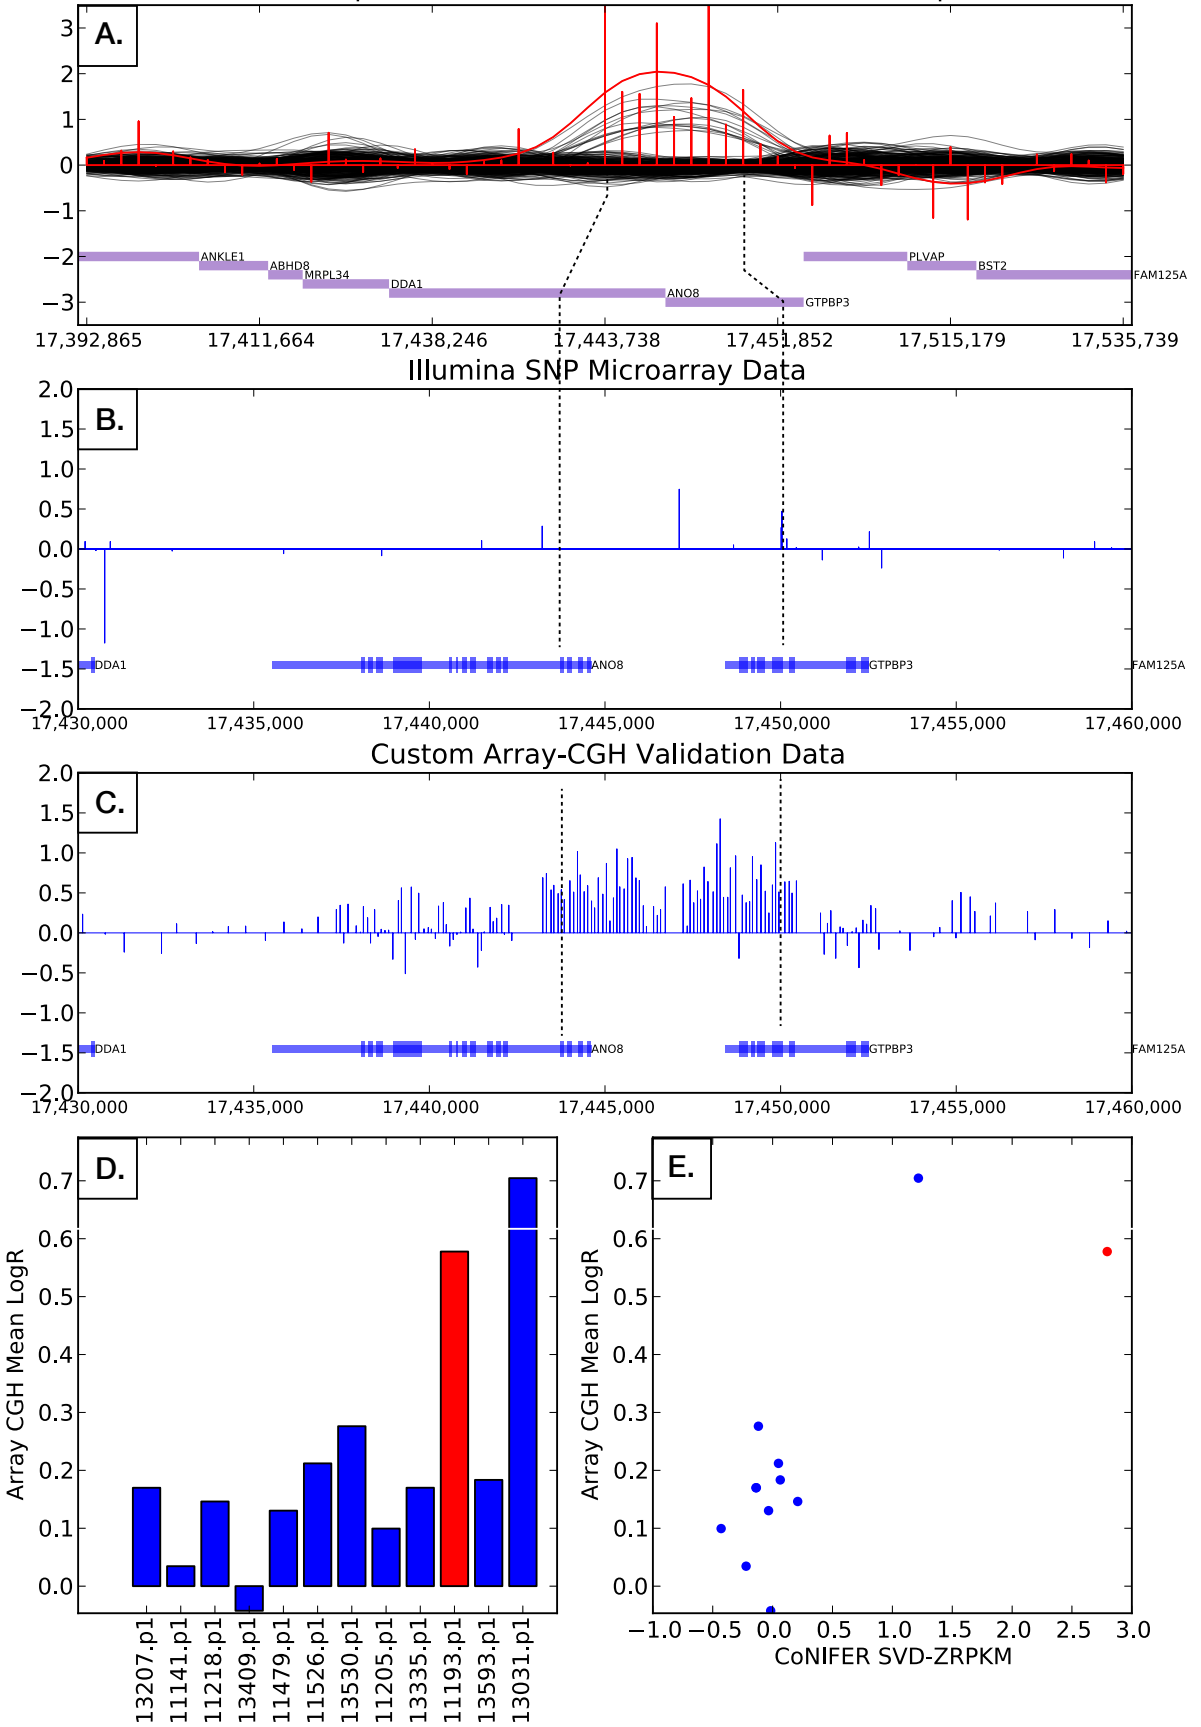 A.
3
2
1
0
−1
−2
−3
ANKLE1
ABHD8
MRPL34
DDA1
ANO8
GTPBP3
PLVAP
BST2
FAM125A
17,392,865 17,411,664 17,438,246 17,443,738 17,451,852 17,515,179 17,535,739
Illumina SNP Microarray Data
B.
2.0
1.5
1.0
0.5
0.0
−0.5
−1.0
−1.5
−2.0
DDA1 ANO8 GTPBP3 FAM125A
17,430,000 17,435,000 17,440,000 17,445,000 17,450,000 17,455,000 17,460,000
Custom Array-CGH Validation Data
C.
2.0
1.5
1.0
0.5
0.0
−0.5
−1.0
−1.5
−2.0
DDA1 ANO8 GTPBP3 FAM125A
17,430,000 17,435,000 17,440,000 17,445,000 17,450,000 17,455,000 17,460,000
D.
Array CGH Mean LogR
0.7
0.6
0.5
0.4
0.3
0.2
0.1
0.0
13207.p1
11141.p1
11218.p1
13409.p1
11479.p1
11526.p1
13530.p1
11205.p1
13335.p1
11193.p1
13593.p1
13031.p1
E.
Array CGH Mean LogR
0.7
0.6
0.5
0.4
0.3
0.2
0.1
0.0
−1.0 −0.5 0.0 0.5 1.0 1.5 2.0 2.5 3.0
CoNIFER SVD-ZRPKM